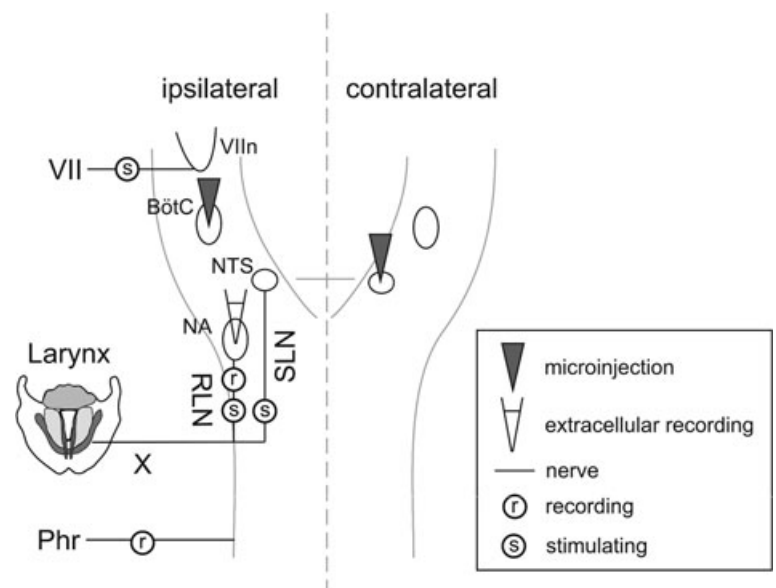 ipsilateral
contralateral
VIIn
VII
s
BötC
NTS
NA
Larynx
RLN
SLN
r
s
s
X
Phr
r
microinjection
extracellular recording
nerve
r recording
s stimulating